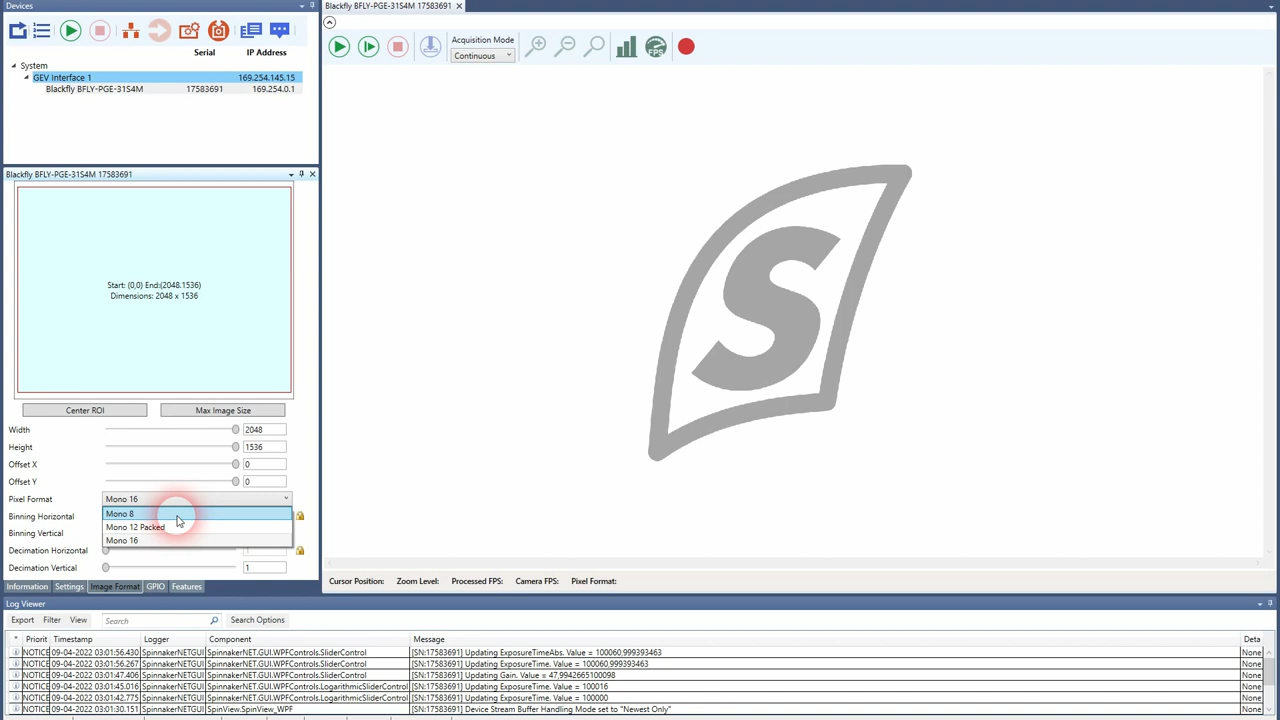 Devices
Serial IP Address
System
GEV Interface 1 169.254.145.15
Blackfly BFLY-PGE-31S4M 17583691 169.254.0.1
Blackfly BFLY-PGE-31S4M 17583691
Start: (0,0) End:(2048.1536)
Dimensions: 2048 x 1536
Center ROI Max Image Size
Width 2048
Height 1536
Offset X 0
Offset Y 0
Pixel Format Mono 16
Mono 8
Binning Horizontal
Mono 12 Packed
Binning Vertical
Mono 16
Decimation Horizontal 1
Decimation Vertical 1
Information Settings Image Format GPIO Features
Blackfly BFLY-PGE-31S4M 17583691
Acquisition Mode
Continuous
FPS
S
Cursor Position: Zoom Level: Processed FPS: Camera FPS: Pixel Format:
Log Viewer
Export Filter View Search Search Options
* Priorit Timestamp Logger Component Message Deta
NOTICE 09-04-2022 03:01:56.430 SpinnakerNETGUI SpinnakerNET.GUI.WPFControls.SliderControl [SN:17583691] Updating ExposureTimeAbs. Value = 100060,999393463 None
NOTICE 09-04-2022 03:01:56.267 SpinnakerNETGUI SpinnakerNET.GUI.WPFControls.SliderControl [SN:17583691] Updating ExposureTime. Value = 100060,999393463 None
NOTICE 09-04-2022 03:01:47.406 SpinnakerNETGUI SpinnakerNET.GUI.WPFControls.SliderControl [SN:17583691] Updating Gain. Value = 47,9942665100098 None
NOTICE 09-04-2022 03:01:36.600 SpinnakerNETGUI SpinnakerNET.GUI.WPFControls.LogarithmicSliderControl [SN:17583691] Updating ExposureTime. Value = 100016 None
NOTICE 09-04-2022 03:01:42.775 SpinnakerNETGUI SpinnakerNET.GUI.WPFControls.LogarithmicSliderControl [SN:17583691] Updating ExposureTime. Value = 100000 None
NOTICE 09-04-2022 03:01:30.151 SpinView SpinView.SpinView_WPF [SN:17583691] Device Stream Buffer Handling Mode set to "Newest Only" None